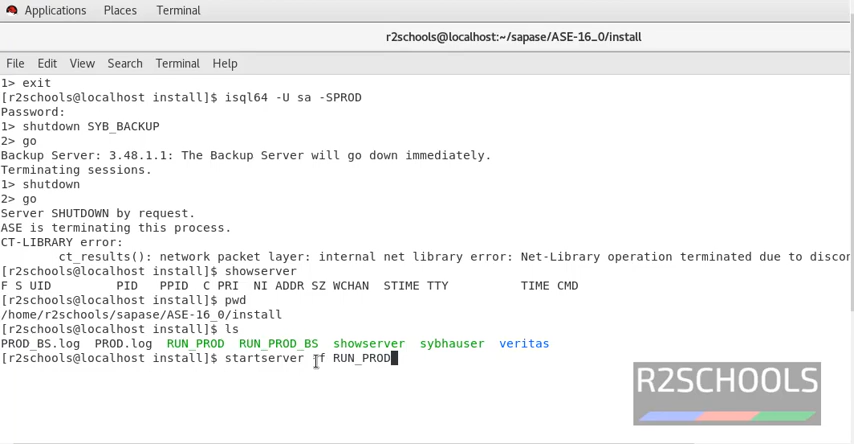 Applications Places Terminal
r2schools@localhost:~/sapase/ASE-16_0/install
File Edit View Search Terminal Help
1> exit
[r2schools@localhost install]$ isql64 -U sa -SPROD
Password:
1> shutdown SYB_BACKUP
2> go
Backup Server: 3.48.1.1: The Backup Server will go down immediately.
Terminating sessions.
1> shutdown
2> go
Server SHUTDOWN by request.
ASE is terminating this process.
CT-LIBRARY error:
ct_results(): network packet layer: internal net library error: Net-Library operation terminated due to discon
[r2schools@localhost install]$ showserver
F S UID PID PPID C PRI NI ADDR SZ WCHAN STIME TTY TIME CMD
[r2schools@localhost install]$ pwd
/home/r2schools/sapase/ASE-16_0/install
[r2schools@localhost install]$ ls
PROD_BS.log PROD.log RUN_PROD RUN_PROD_BS showserver sybhauser veritas
[r2schools@localhost install]$ startserver -f RUN_PROD
R2SCHOOLS